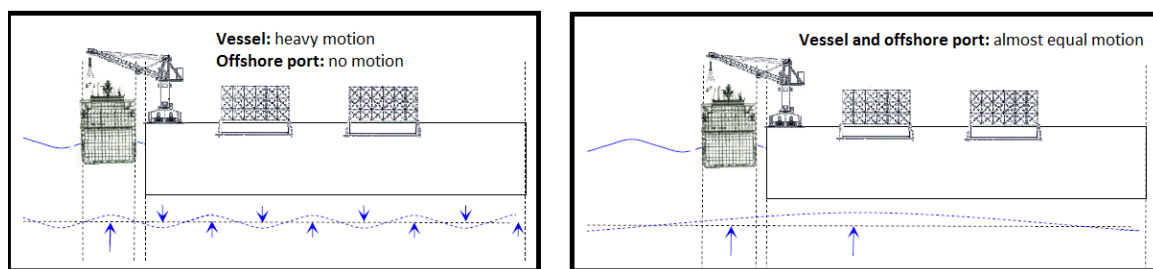 Vessel: heavy motion
Offshore port: no motion
Vessel and offshore port: almost equal motion